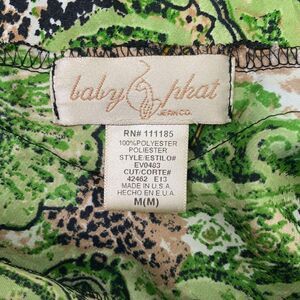 baby phat
JEAN CO.
RN# 111185
100%POLYESTER
POLIESTER
STYLE/ESTILO#
EV0483
CUT/CORTE#
42462 E13
MADE IN U.S.A.
HECHO EN E.U.A.
M(M)